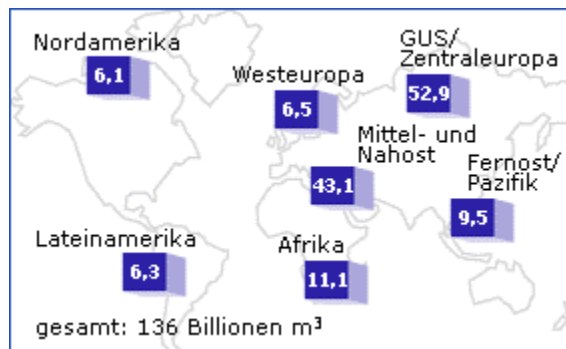 Nordamerika
6,1
Westeuropa
6,5
GUS/
Zentraleuropa
52,9
Mittel- und
Nahost
43,1
Fernost/
Pazifik
9,5
Lateinamerika
6,3
Afrika
11,1
gesamt: 136 Billionen m³